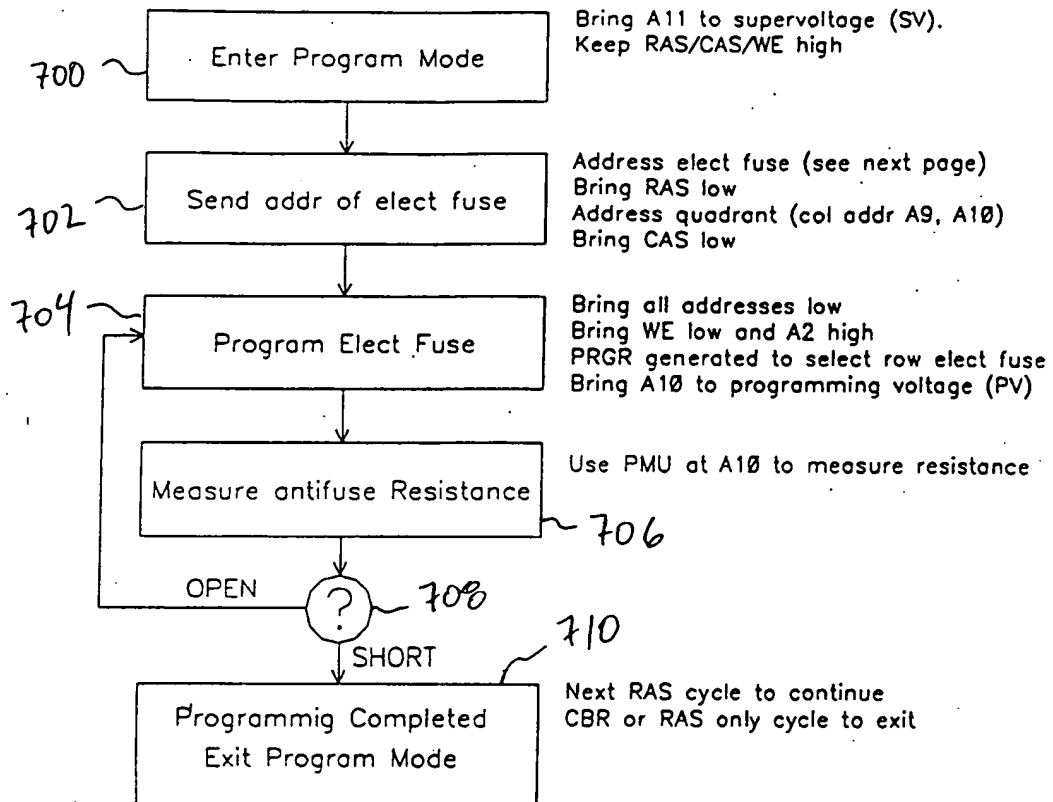 Bring A11 to supervoltage (SV).
Keep RAS/CAS/WE high
Enter Program Mode
700
Address elect fuse (see next page)
Bring RAS low
Address quadrant (col addr A9, A10)
Bring CAS low
Send addr of elect fuse
702
704
Bring all addresses low
Bring WE low and A2 high
PRGR generated to select row elect fuse
Bring A10 to programming voltage (PV)
Program Elect Fuse
Use PMU at A10 to measure resistance
Measure antifuse Resistance
706
OPEN
?
708
SHORT
710
Next RAS cycle to continue
CBR or RAS only cycle to exit
Programmig Completed
Exit Program Mode